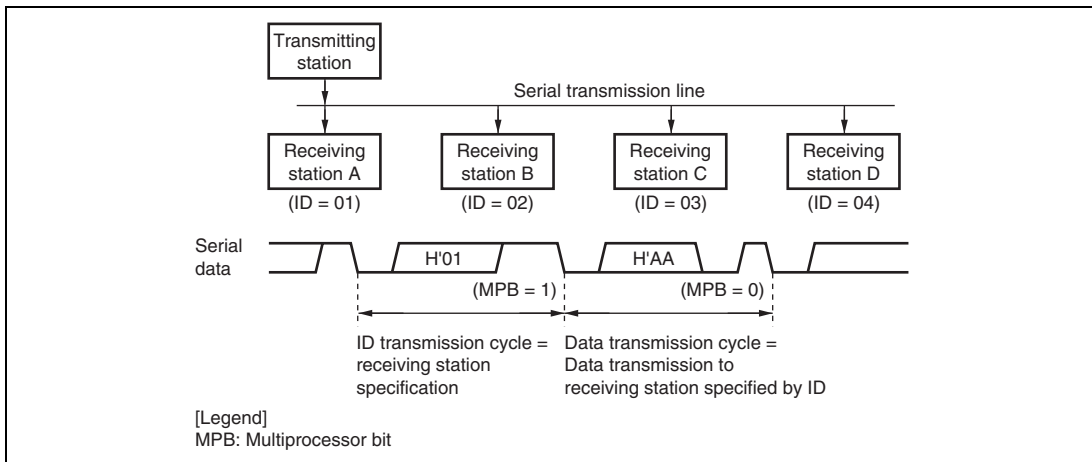 Transmitting
station
Serial transmission line
Receiving
station A
Receiving
station B
Receiving
station C
Receiving
station D
(ID = 01)
(ID = 02)
(ID = 03)
(ID = 04)
Serial
data
H'01
H'AA
(MPB = 1)
(MPB = 0)
ID transmission cycle =
receiving station
specification
Data transmission cycle =
Data transmission to
receiving station specified by ID
[Legend]
MPB: Multiprocessor bit